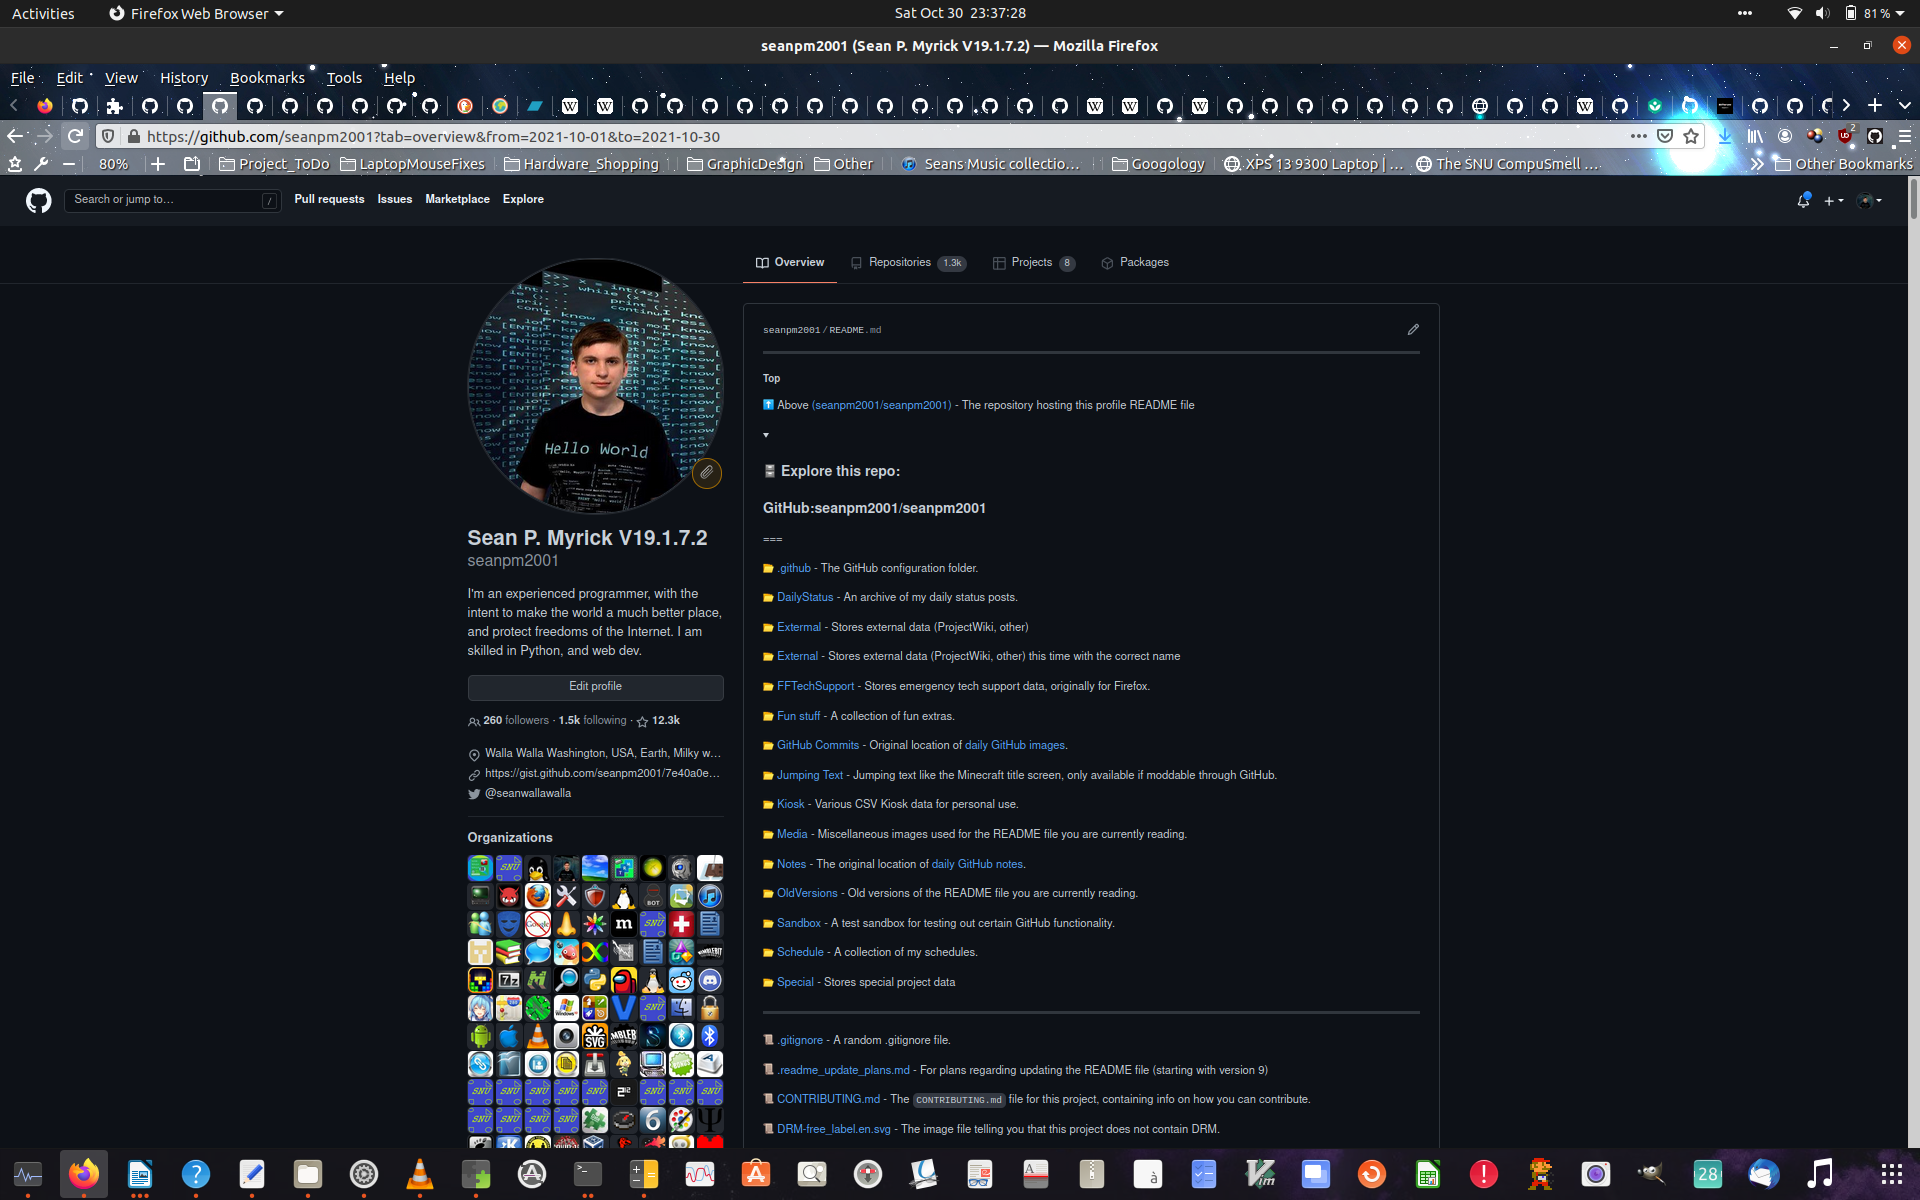 Activities
Firefox Web Browser
Sat Oct 30 23:37:28
81 %
seanpm2001 (Sean P. Myrick V19.1.7.2) — Mozilla Firefox
File Edit View History Bookmarks Tools Help
https://github.com/seanpm2001?tab=overview&from=2021-10-01&to=2021-10-30
80%
Project_ToDo
LaptopMouseFixes
Hardware_Shopping
GraphicDesign
Other
Seans Music collectio…
Googology
XPS 13 9300 Laptop | …
The SNU CompuSmell …
Other Bookmarks
Search or jump to…
/
Pull requests Issues Marketplace Explore
Overview
Repositories 1.3k
Projects 8
Packages
Hello World
Sean P. Myrick V19.1.7.2
seanpm2001
I'm an experienced programmer, with the
intent to make the world a much better place,
and protect freedoms of the Internet. I am
skilled in Python, and web dev.
Edit profile
260 followers · 1.5k following · 12.3k
Walla Walla Washington, USA, Earth, Milky w…
https://gist.github.com/seanpm2001/7e40a0e…
@seanwallawalla
Organizations
seanpm2001/README.md
Top
Above (seanpm2001/seanpm2001) - The repository hosting this profile README file
Explore this repo:
GitHub:seanpm2001/seanpm2001
===
.github - The GitHub configuration folder.
DailyStatus - An archive of my daily status posts.
Extermal - Stores external data (ProjectWiki, other)
External - Stores external data (ProjectWiki, other) this time with the correct name
FFTechSupport - Stores emergency tech support data, originally for Firefox.
Fun stuff - A collection of fun extras.
GitHub Commits - Original location of daily GitHub images.
Jumping Text - Jumping text like the Minecraft title screen, only available if moddable through GitHub.
Kiosk - Various CSV Kiosk data for personal use.
Media - Miscellaneous images used for the README file you are currently reading.
Notes - The original location of daily GitHub notes.
OldVersions - Old versions of the README file you are currently reading.
Sandbox - A test sandbox for testing out certain GitHub functionality.
Schedule - A collection of my schedules.
Special - Stores special project data
.gitignore - A random .gitignore file.
.readme_update_plans.md - For plans regarding updating the README file (starting with version 9)
CONTRIBUTING.md - The CONTRIBUTING.md file for this project, containing info on how you can contribute.
DRM-free_label.en.svg - The image file telling you that this project does not contain DRM.
28